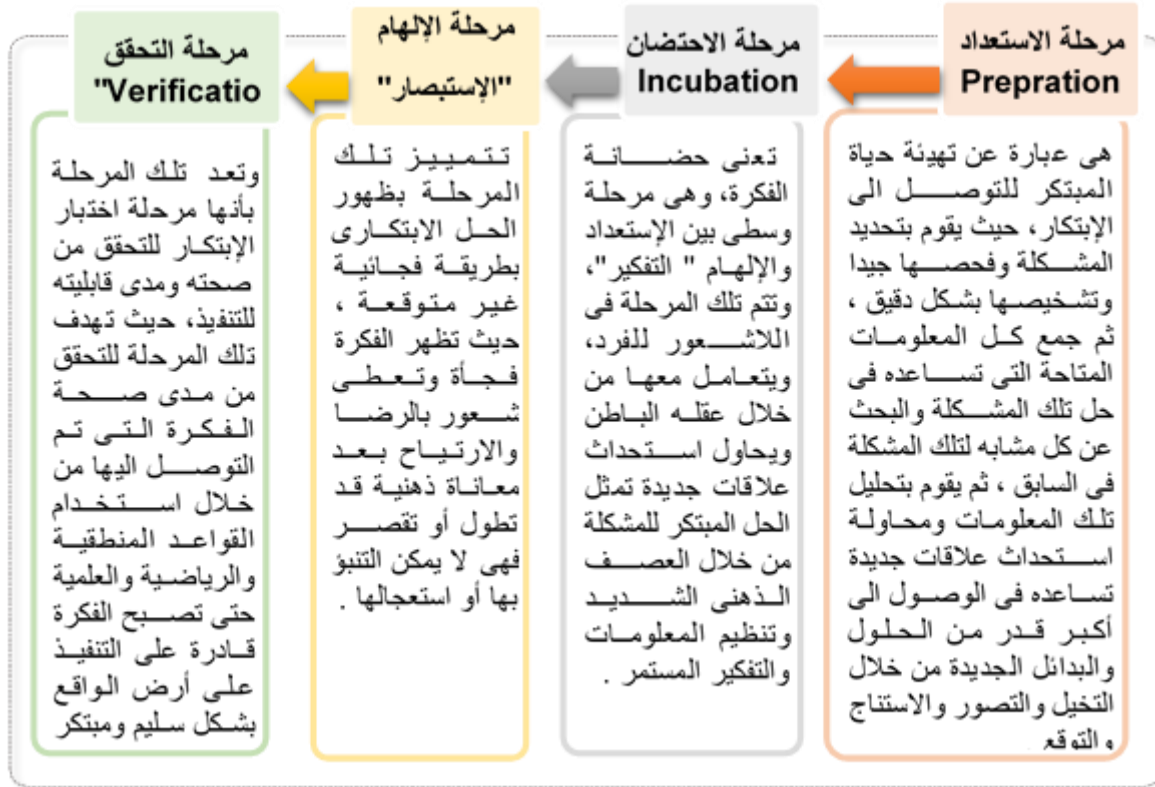 مرحلة الاستعداد
Prepration
هى عبارة عن تهيئة حياة
المبتكر للتوصل الى
الإبتكار، حيث يقوم بتحديد
المشكلة وفحصها جيدا
وتشخيصها بشكل دقيق ،
ثم جمع كل المعلومات
المتاحة التى تساعده فى
حل تلك المشكلة والبحث
عن كل مشابه لتلك المشكلة
فى السابق ، ثم يقوم بتحليل
تلك المعلومات ومحاولة
استحداث علاقات جديدة
تساعده فى الوصول الى
أكبر قدر من الحلول
والبدائل الجديدة من خلال
التخيل والتصور والاستنتاج
والتوقع
مرحلة الاحتضان
Incubation
تعنى حضانة
الفكرة، وهى مرحلة
وسطى بين الإستعداد
والإلهام " التفكير"،
وتتم تلك المرحلة فى
اللاشعور للفرد،
ويتعامل معها من
خلال عقله الباطن
ويحاول استحداث
علاقات جديدة تمثل
الحل المبتكر للمشكلة
من خلال العصف
الذهنى الشديد
وتنظيم المعلومات
والتفكير المستمر .
مرحلة الإلهام
"الإستبصار"
تتمييز تلك
المرحلة بظهور
الحل الابتكارى
بطريقة فجائية
غير متوقعة ،
حيث تظهر الفكرة
فجأة وتعطى
شعور بالرضا
والارتياح بعد
معاناة ذهنية قد
تطول أو تقصر
فهى لا يمكن التنبؤ
بها أو استعجالها .
مرحلة التحقق
"Verificatio
وتعد تلك المرحلة
بأنها مرحلة اختبار
الإبتكار للتحقق من
صحته ومدى قابليته
للتنفيذ، حيث تهدف
تلك المرحلة للتحقق
من مدى صحة
الفكرة التى تم
التوصل اليها من
خلال استخدام
القواعد المنطقية
والرياضية والعلمية
حتى تصبح الفكرة
قادرة على التنفيذ
على أرض الواقع
بشكل سليم ومبتكر